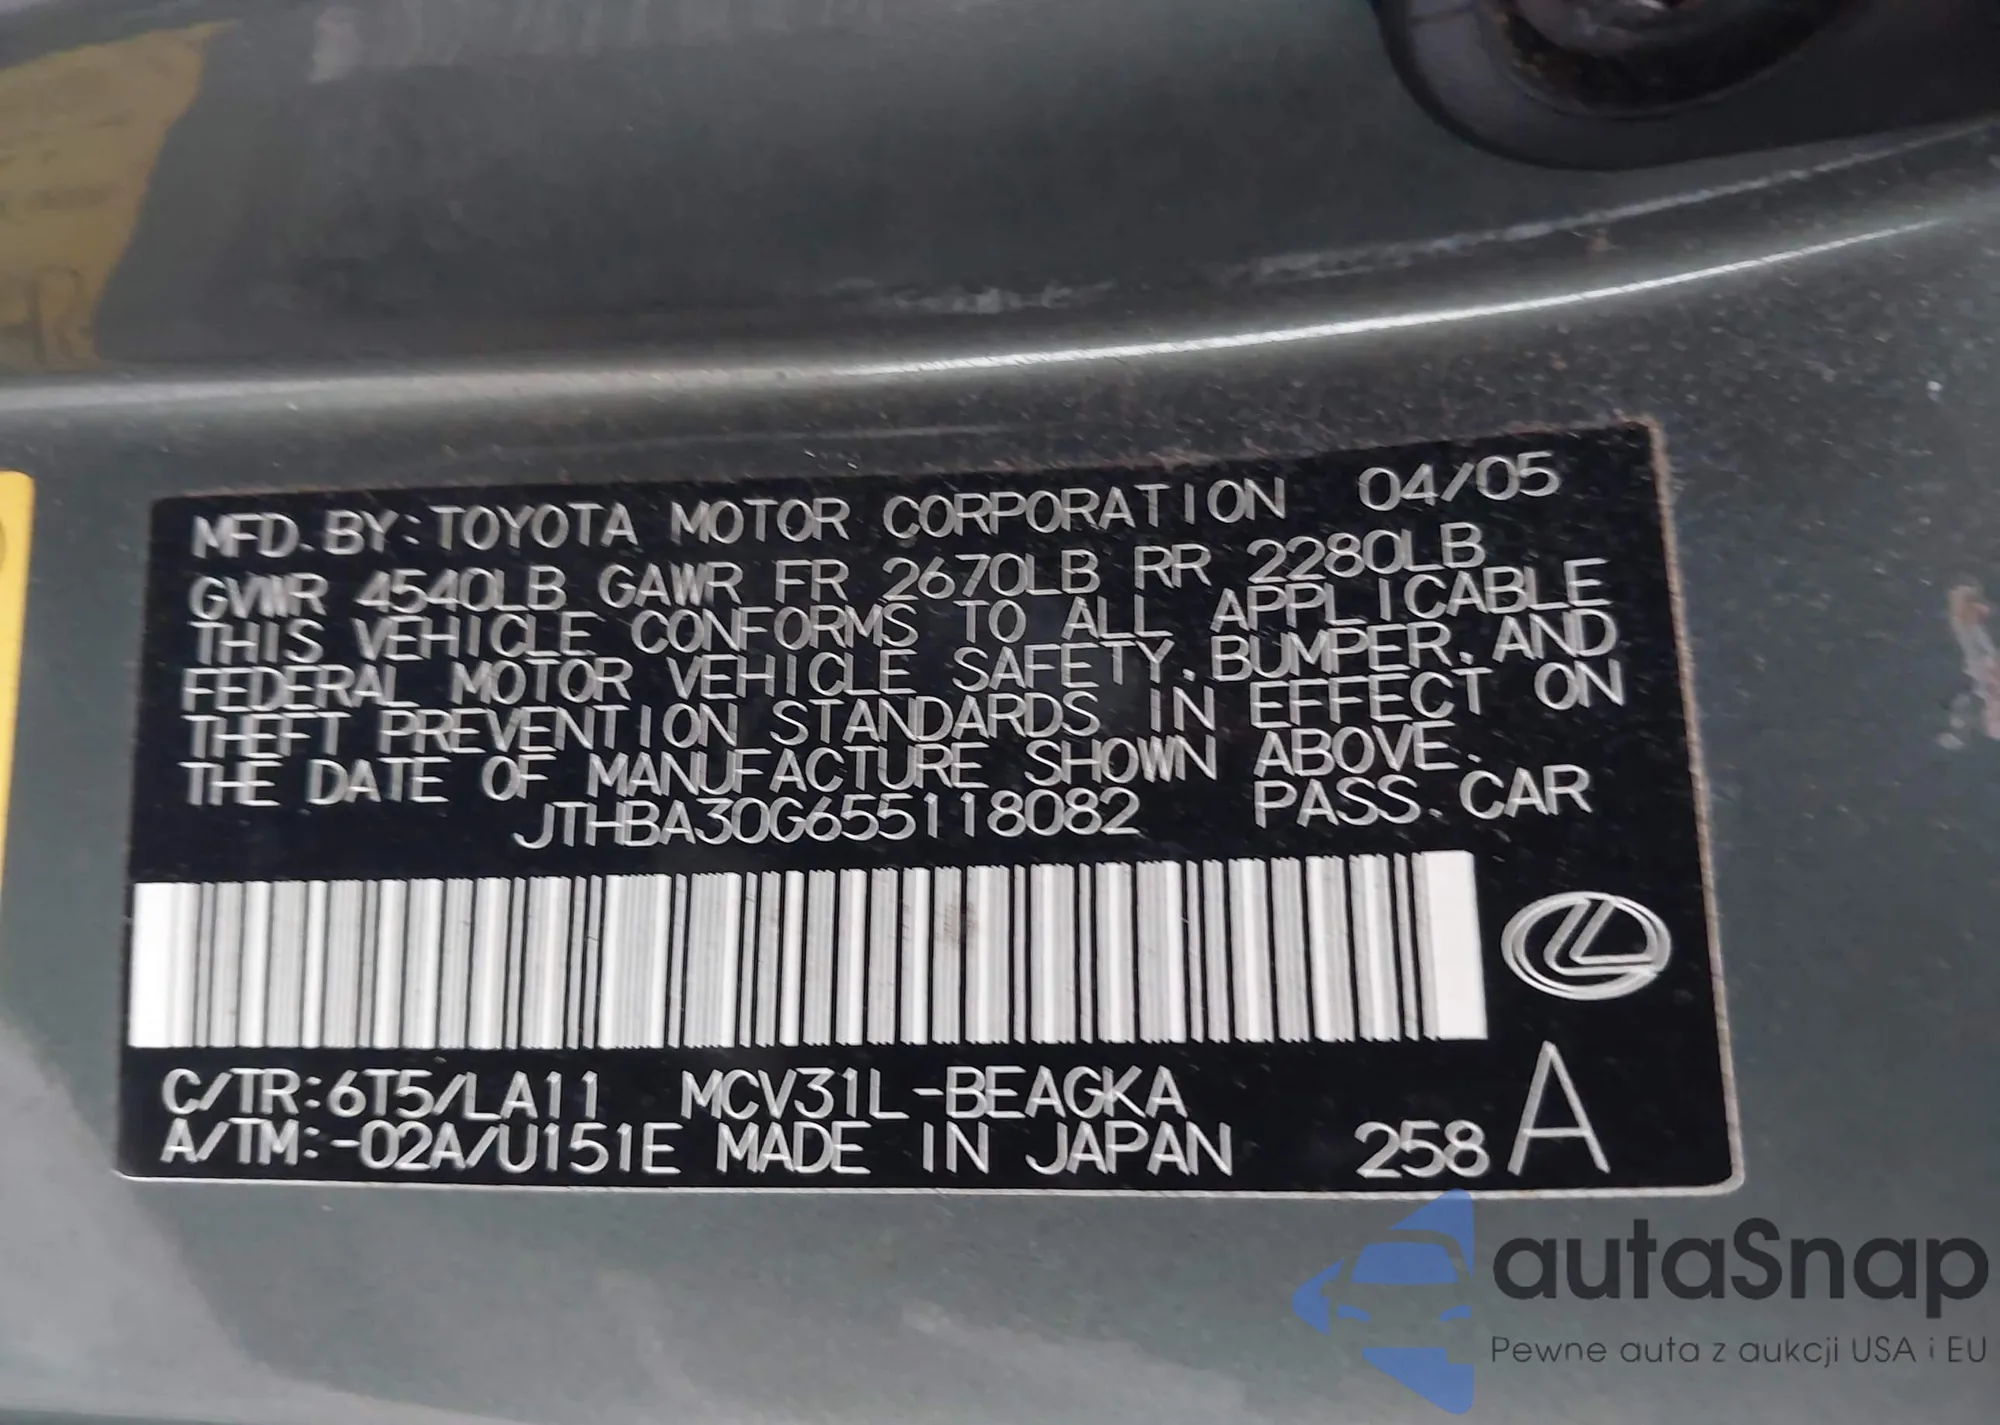 MFD. BY: TOYOTA MOTOR CORPORATION 04/05
GVWR 4540LB GAWR FR 2670LB RR 2280LB
THIS VEHICLE CONFORMS TO ALL APPLICABLE
FEDERAL MOTOR VEHICLE SAFETY, BUMPER, AND
THEFT PREVENTION STANDARDS IN EFFECT ON
THE DATE OF MANUFACTURE SHOWN ABOVE.
JTHBA30G655118082 PASS. CAR
C/TR:6T5/LA11 MCV31L-BEAGKA
A/TM:-02A/U151E MADE IN JAPAN 258 A
autaSnap
Pewne auta z aukcji USA i EU